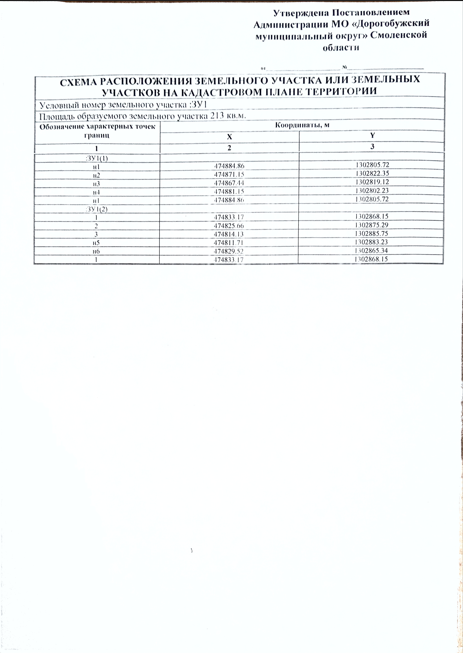 Утверждена Постановлением
Администрации МО «Дорогобужский
муниципальный округ» Смоленской
области
№
СХЕМА РАСПОЛОЖЕНИЯ ЗЕМЕЛЬНОГО УЧАСТКА ИЛИ ЗЕМЕЛЬНЫХ
УЧАСТКОВ НА КАДАСТРОВОМ ПЛАНЕ ТЕРРИТОРИИ
Условный номер земельного участка :ЗУ1
Площадь образуемого земельного участка 213 кв.м.
Обозначение характерных точек границ Координаты, м
X Y
1 2 3
:ЗУ1(1)
н1 474884.86 1302805.72
н2 474871.15 1302822.35
н3 474867.44 1302819.12
н4 474881.15 1302802.23
н1 474884.86 1302805.72
:ЗУ1(2)
1 474833.17 1302868.15
2 474825.66 1302875.29
3 474814.13 1302885.75
н5 474811.71 1302883.23
н6 474829.57 1302865.34
1 474833.17 1302868.15